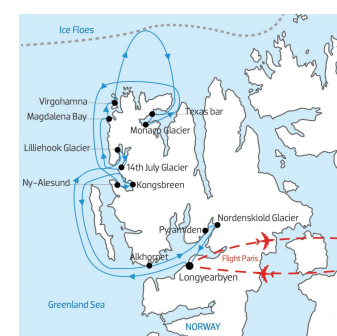 Ice Floes
Virgohamna
Texas bar
Magdalena Bay
Monaco Glacier
Lilliehook Glacier
14th July Glacier
Ny-Alesund
Kongsbreen
Nordenskiold Glacier
Pyramiden
Alkhornet
Flight Paris
Longyearbyen
Greenland Sea
NORWAY